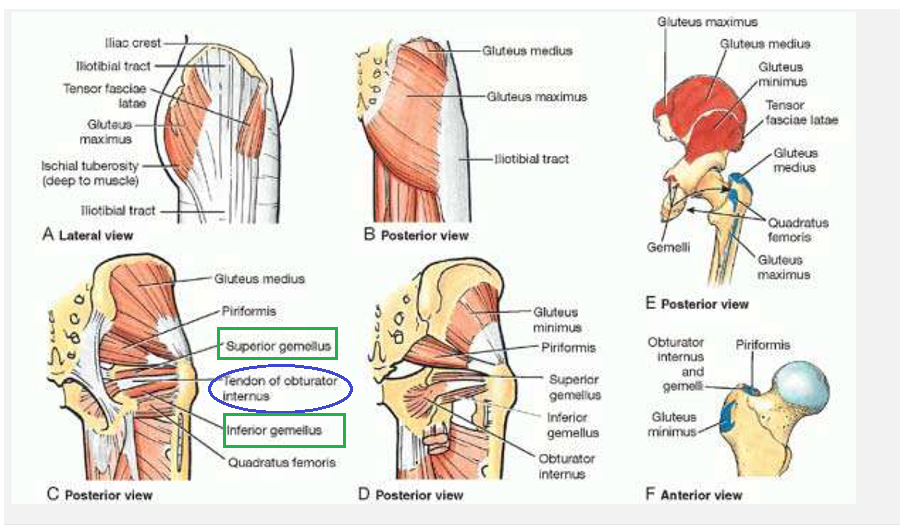 Iliac crest
Iliotibial tract
Tensor fasciae
latae
Gluteus
maximus
Ischial tuberosity
(deep to muscle)
Iliotibial tract
A Lateral view
Gluteus medius
Gluteus maximus
Iliotibial tract
B Posterior view
Gluteus maximus
Gluteus medius
Gluteus
minimus
Tensor
fasciae latae
Gluteus
medius
Quadratus
femoris
Gemelli
Gluteus
maximus
E Posterior view
Gluteus medius
Piriformis
Superior gemellus
Tendon of obturator
internus
Inferior gemellus
Quadratus femoris
C Posterior view
Gluteus
minimus
Piriformis
Superior
gemellus
Inferior
gemellus
Obturator
internus
D Posterior view
Obturator
internus
and
gemelli
Piriformis
Gluteus
minimus
F Anterior view